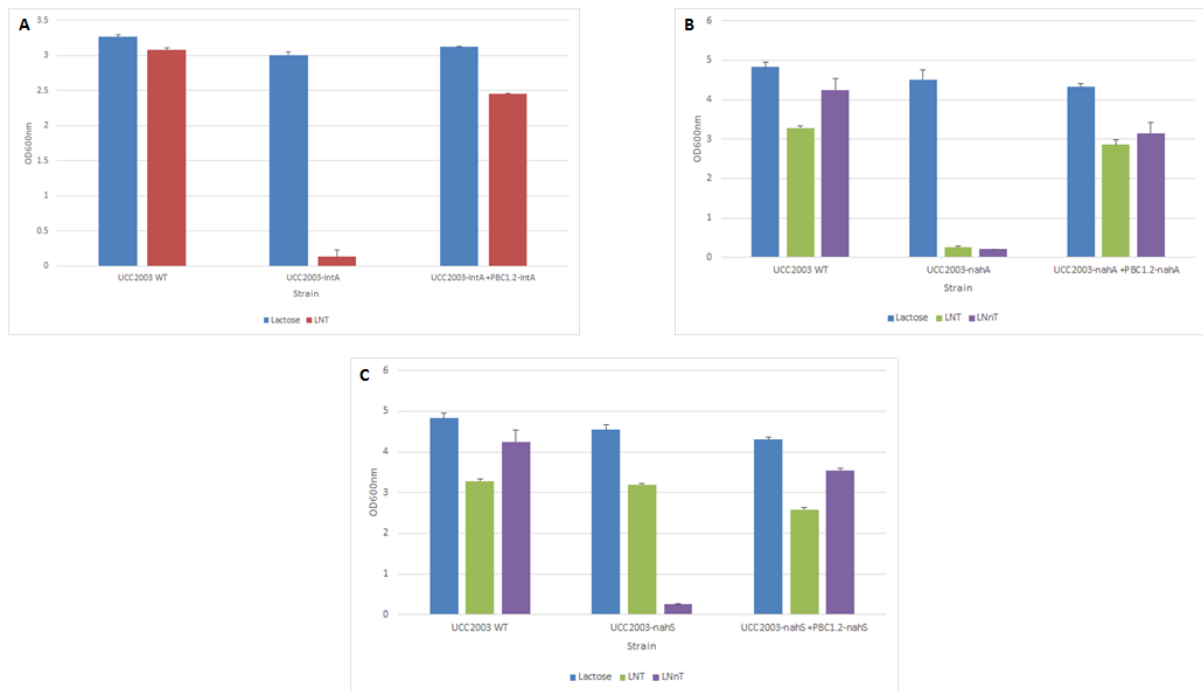 A
3.5
3
2.5
2
1.5
1
0.5
0
OD600nm
UCC2003 WT
UCC2003-lntA
UCC2003-lntA +PBC1.2-lntA
Strain
Lactose
LNT
B
6
5
4
3
2
1
0
OD600nm
UCC2003 WT
UCC2003-nahA
UCC2003-nahA +PBC1.2-nahA
Strain
Lactose
LNT
LNnT
C
6
5
4
3
2
1
0
OD600nm
UCC2003 WT
UCC2003-nahS
UCC2003-nahS +PBC1.2-nahS
Strain
Lactose
LNT
LNnT